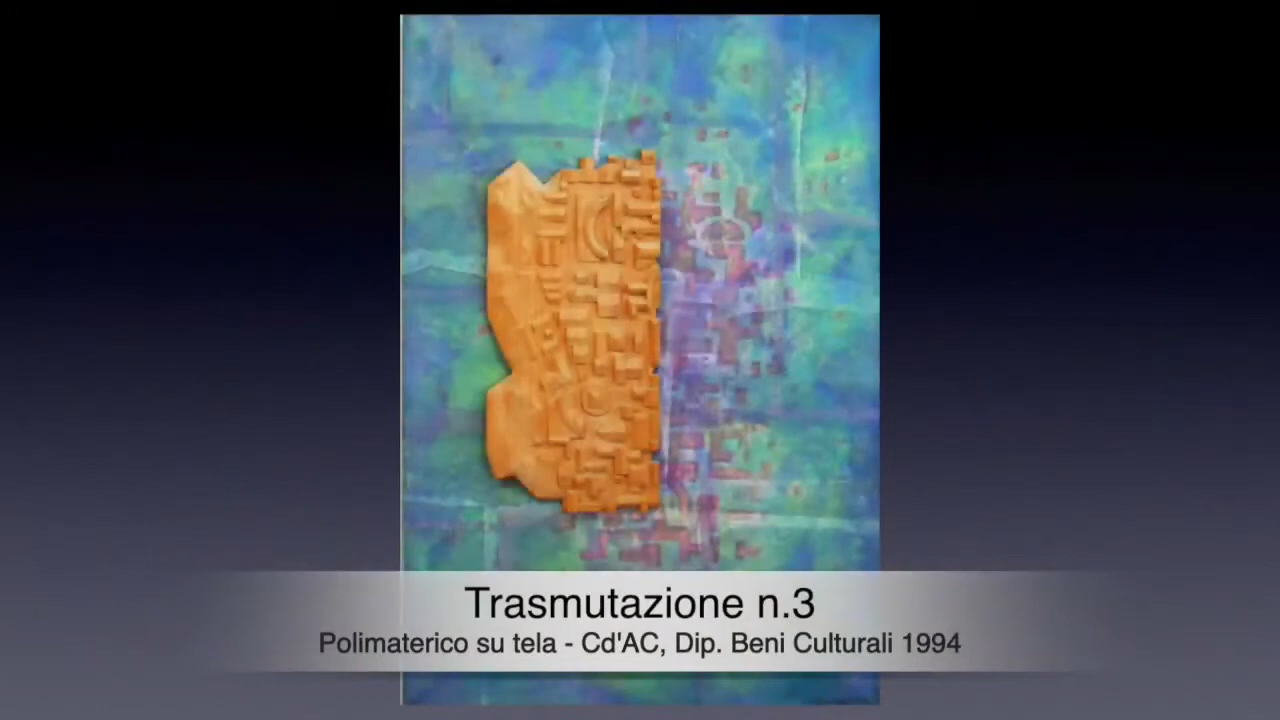 Trasmutazione n.3
Polimaterico su tela - Cd'AC, Dip. Beni Culturali 1994